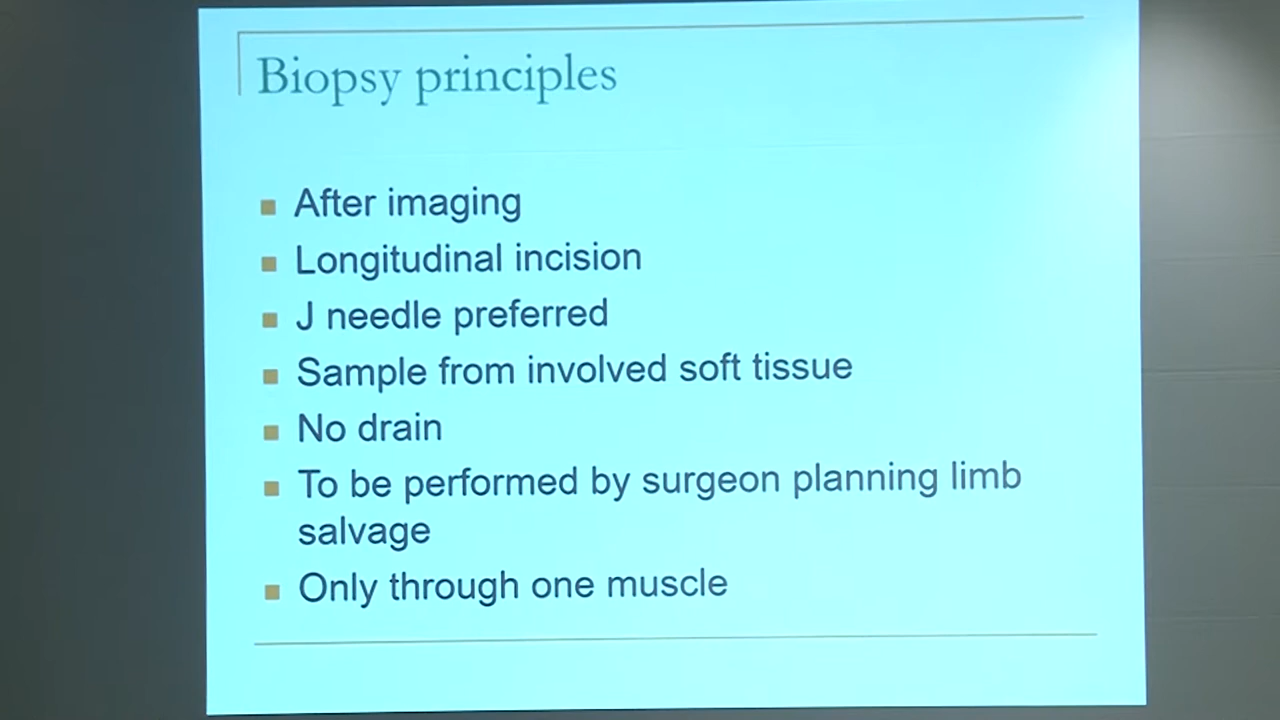 Biopsy principles
After imaging
Longitudinal incision
J needle preferred
Sample from involved soft tissue
No drain
To be performed by surgeon planning limb
salvage
Only through one muscle